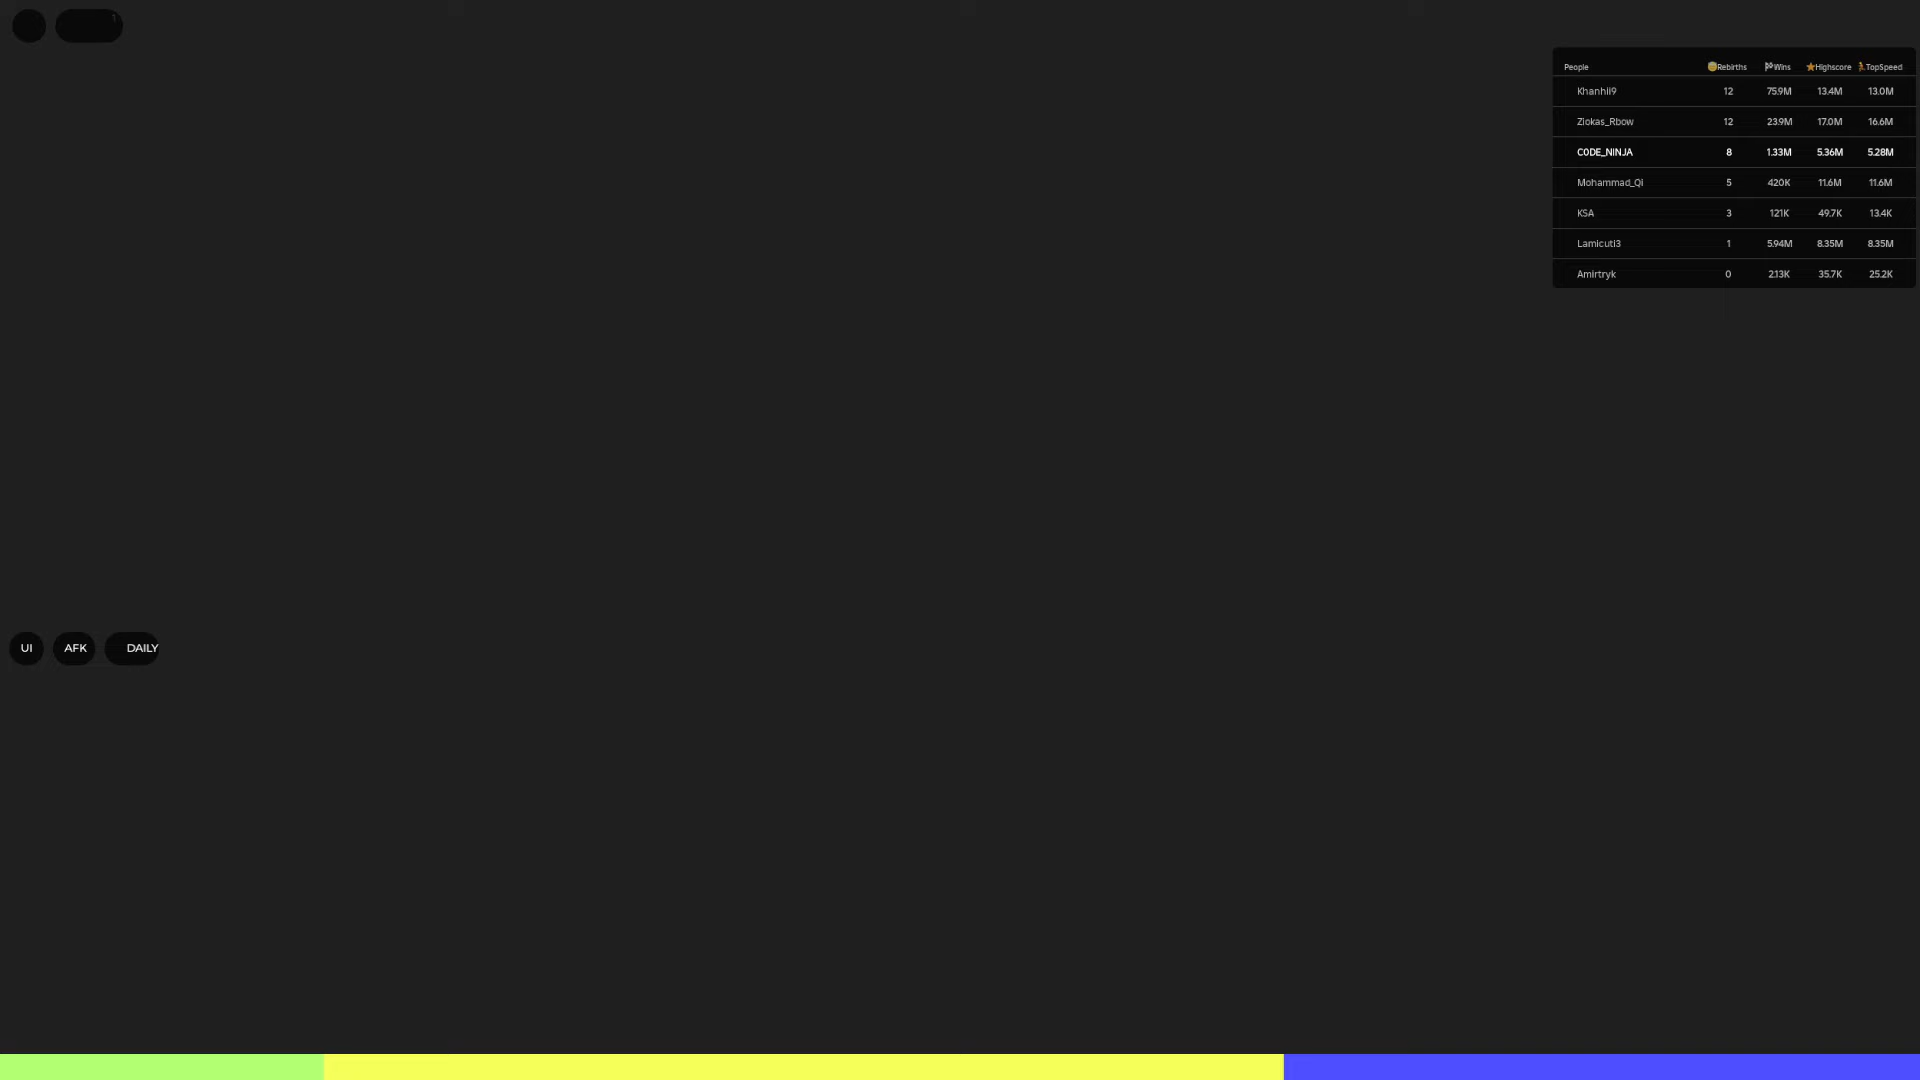 People Rebirths Wins Highscore TopSpeed
Khanhii9 12 75.9M 13.4M 13.0M
Ziokas_Rbow 12 23.9M 17.0M 16.6M
C0DE_NINJA 8 1.33M 5.36M 5.28M
Mohammad_Qi 5 420K 11.6M 11.6M
KSA 3 121K 49.7K 13.4K
Lamicuti3 1 5.94M 8.35M 8.35M
Amirtryk 0 2.13K 35.7K 25.2K
UI AFK DAILY